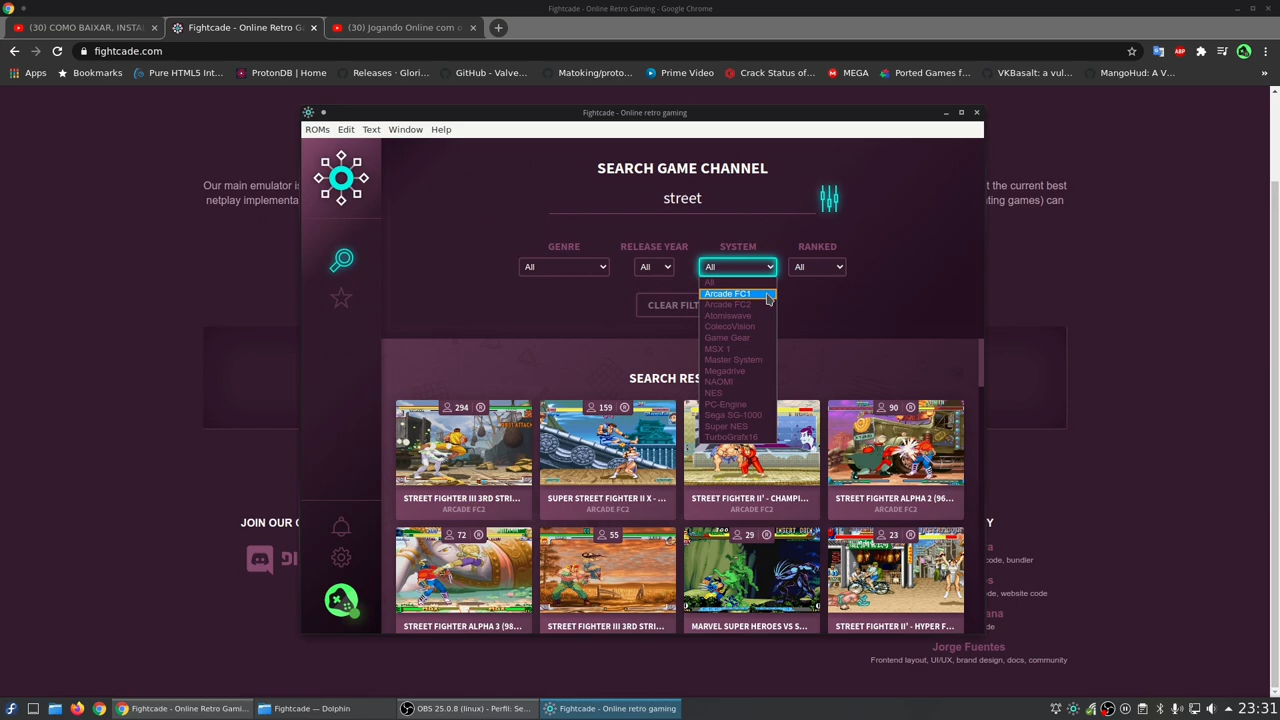 Fightcade - Online Retro Gaming - Google Chrome
(30) COMO BAIXAR, INSTA
Fightcade - Online Retro G
(30) Jogando Online com o
fightcade.com
ABP
Apps
Bookmarks
Pure HTML5 Int...
ProtonDB | Home
Releases · Glori...
GitHub - Valve...
Matoking/proto...
Prime Video
Crack Status of...
MEGA
Ported Games f...
VKBasalt: a vul...
MangoHud: A V...
Fightcade - Online retro gaming
ROMs Edit Text Window Help
Our main emulator is
netplay implementa
t the current best
ting games) can
SEARCH GAME CHANNEL
street
GENRE
RELEASE YEAR
SYSTEM
RANKED
All
All
All
All
All
Arcade FC1
Arcade FC2
Atomiswave
ColecoVision
Game Gear
MSX 1
Master System
Megadrive
NAOMI
NES
PC-Engine
Sega SG-1000
Super NES
TurboGrafx16
CLEAR FILT
SEARCH RES
294 R
159 R
90 R
STREET FIGHTER III 3RD STRI...
ARCADE FC2
SUPER STREET FIGHTER II X - ...
ARCADE FC2
STREET FIGHTER II' - CHAMPI...
ARCADE FC2
STREET FIGHTER ALPHA 2 (96...
ARCADE FC2
72 R
55
29 R
23 R
STREET FIGHTER ALPHA 3 (98...
STREET FIGHTER III 3RD STRI...
MARVEL SUPER HEROES VS S...
STREET FIGHTER II' - HYPER F...
JOIN OUR C
Y
a
code, bundler
es
de, website code
ana
de
Jorge Fuentes
Frontend layout, UI/UX, brand design, docs, community
Fightcade - Online Retro Gami...
Fightcade — Dolphin
OBS 25.0.8 (linux) - Perfil: Se...
Fightcade - Online retro gaming
23:31